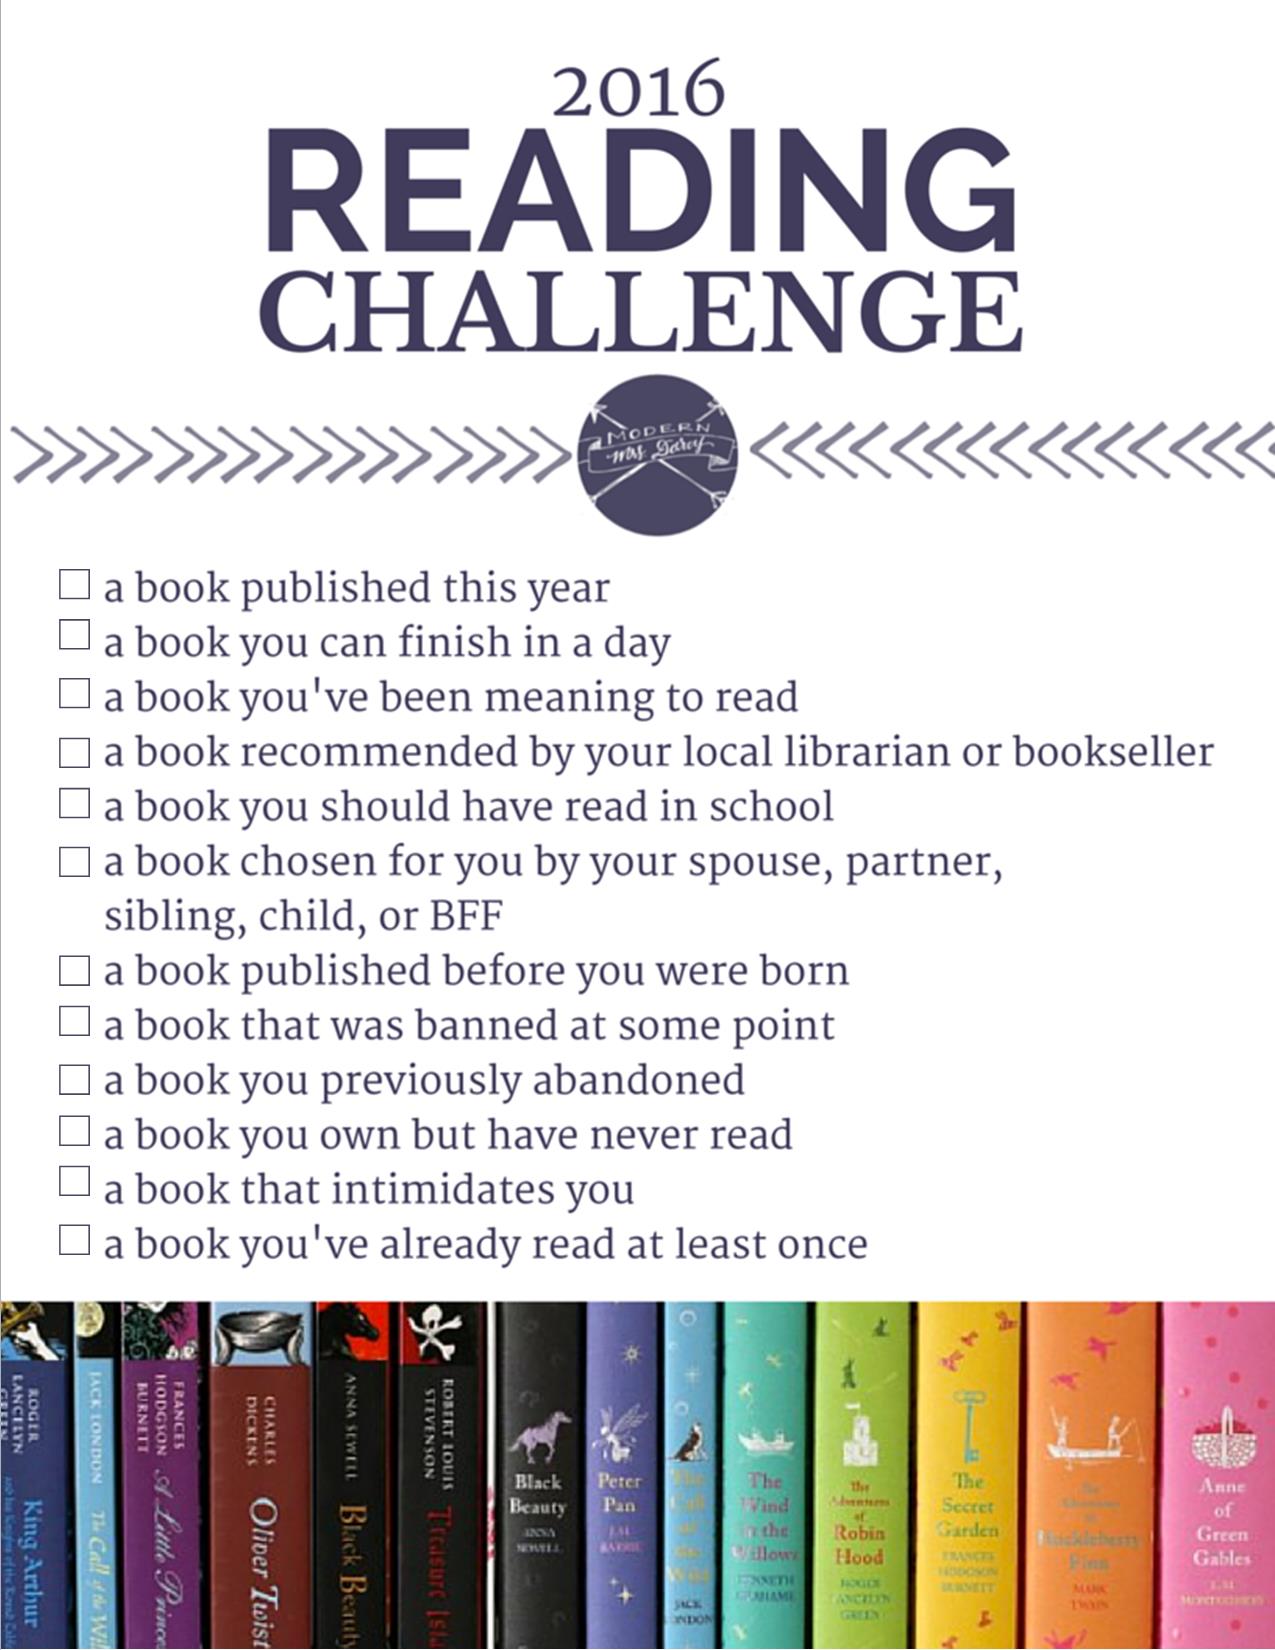 2016
READING
CHALLENGE
MODERN
Mrs. Darcy
a book published this year
a book you can finish in a day
a book you've been meaning to read
a book recommended by your local librarian or bookseller
a book you should have read in school
a book chosen for you by your spouse, partner,
sibling, child, or BFF
a book published before you were born
a book that was banned at some point
a book you previously abandoned
a book you own but have never read
a book that intimidates you
a book you've already read at least once
ROGER
LANCELYN
GREEN
King Arthur
JACK LONDON
The Call of the Wil
FRANCES
HODGSON
BURNETT
A Little Princes
CHARLES
DICKENS
Oliver Twist
ANNA SEWELL
Black Beauty
ROBERT LOUIS
STEVENSON
Treasure Isla
Black
Beauty
ANNA
SEWELL
Peter
Pan
J.M.
BARRIE
The
Call
of
the
Wild
JACK
LONDON
The
Wind
in the
Willows
KENNETH
GRAHAME
The
Adventures
of
Robin
Hood
ROGER
LANCELYN
GREEN
The
Secret
Garden
FRANCES
HODGSON
BURNETT
The
Adventures
of
Huckleberry
Finn
MARK
TWAIN
Anne
of
Green
Gables
L.M.
MONTGOMERY